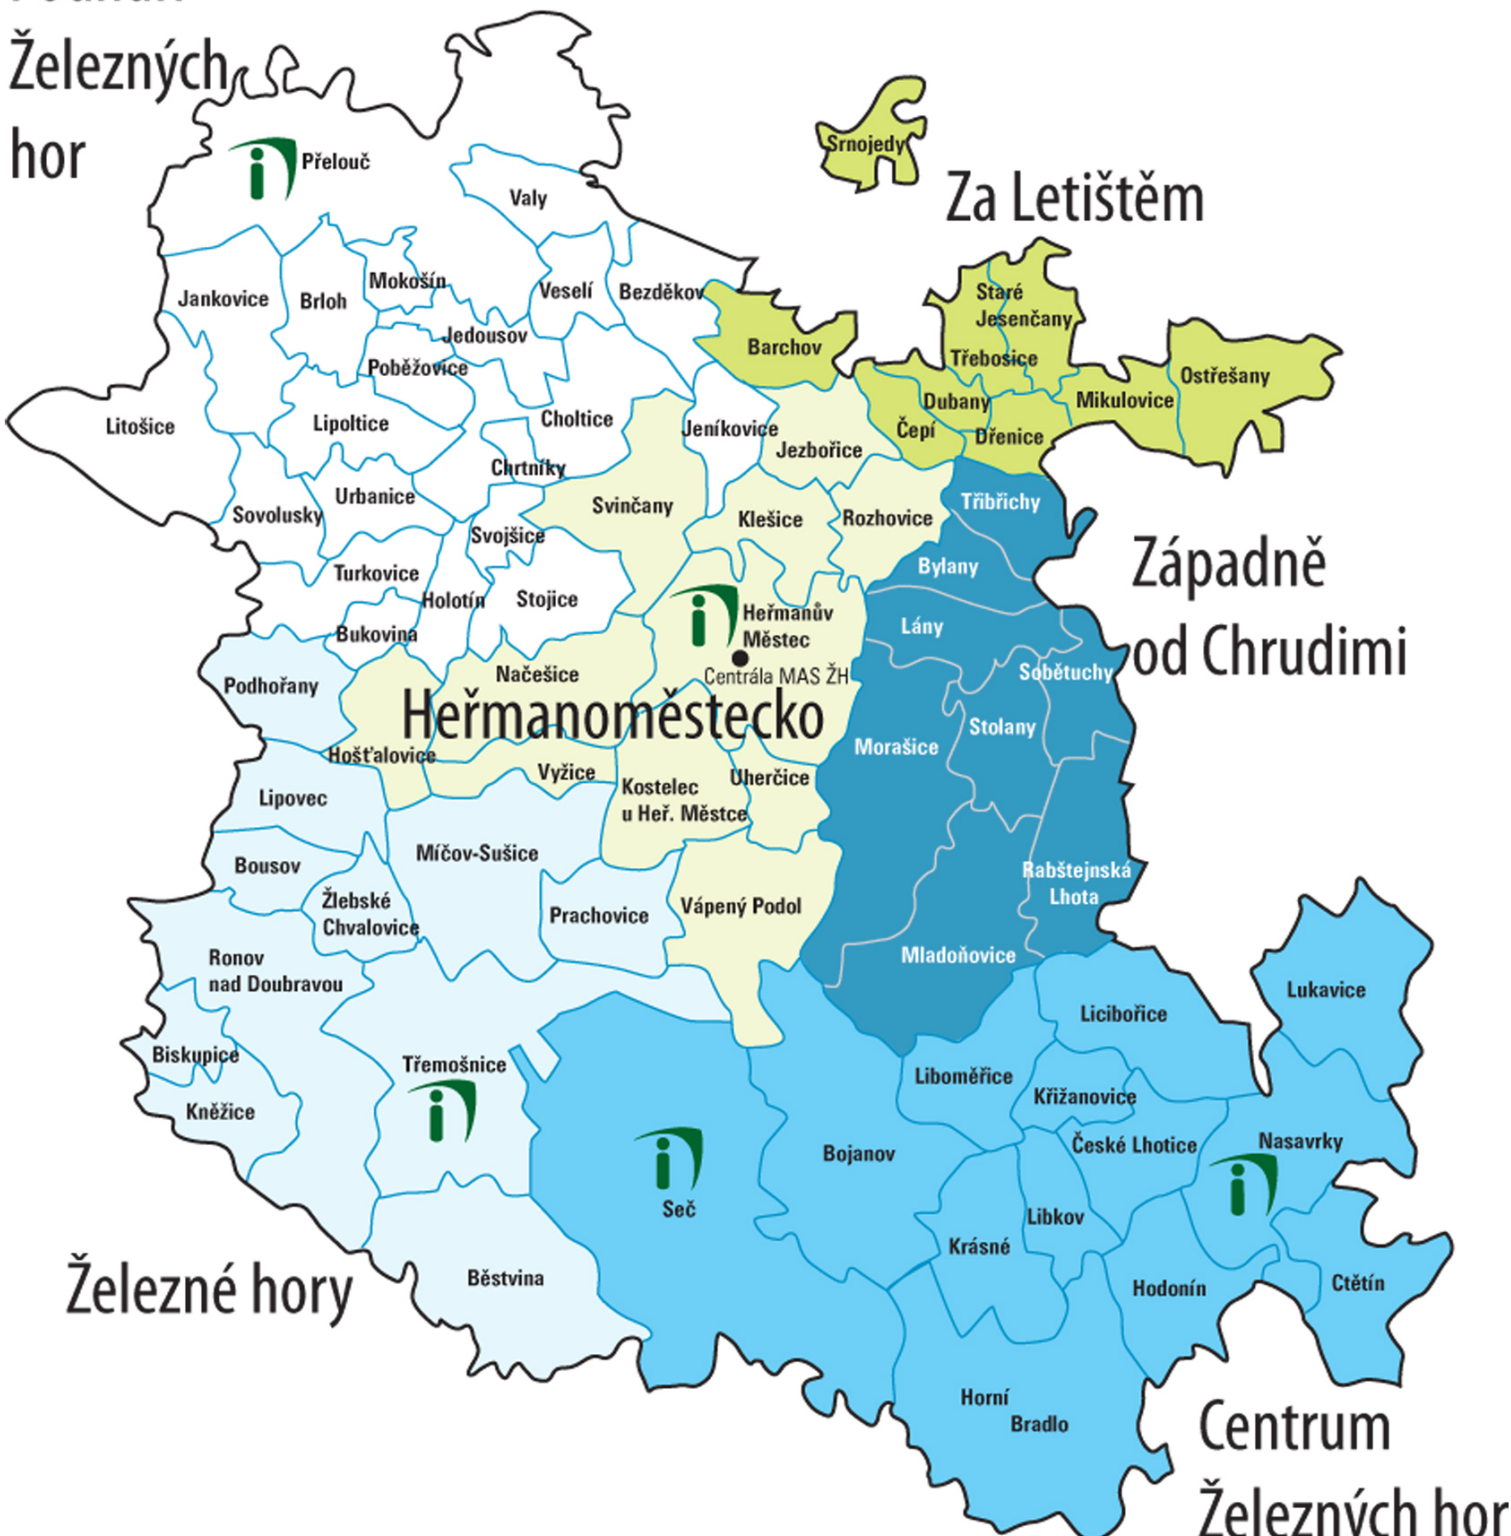 Železných
hor
Přelouč
Srnojedy
Za Letištěm
Valy
Jankovice
Brloh
Mokošín
Veselí
Bezděkov
Staré
Jesenčany
Jedousov
Barchov
Třebosice
Poběžovice
Ostřešany
Litošice
Lipoltice
Choltice
Jeníkovice
Jezbořice
Dubany
Mikulovice
Čepí
Dřenice
Chrtníky
Urbanice
Svinčany
Klešice
Rozhovice
Třibřichy
Sovolusky
Svojšice
Západně
od Chrudimi
Turkovice
Bylany
Holotín
Stojice
Heřmanův
Městec
Centrála MAS ŽH
Lány
Bukovina
Načešice
Sobětuchy
Podhořany
Heřmanoměstecko
Stolany
Morašice
Hošťalovice
Vyžice
Kostelec
u Heř. Městce
Uherčice
Lipovec
Míčov-Sušice
Bousov
Rabštejnská
Lhota
Žlebské
Chvalovice
Prachovice
Vápený Podol
Mladoňovice
Ronov
nad Doubravou
Lukavice
Licibořice
Biskupice
Třemošnice
Liboměřice
Křižanovice
Kněžice
České Lhotice
Nasavrky
Bojanov
Seč
Libkov
Krásné
Železné hory
Běstvina
Hodonín
Ctětín
Horní
Bradlo
Centrum
Železných hor